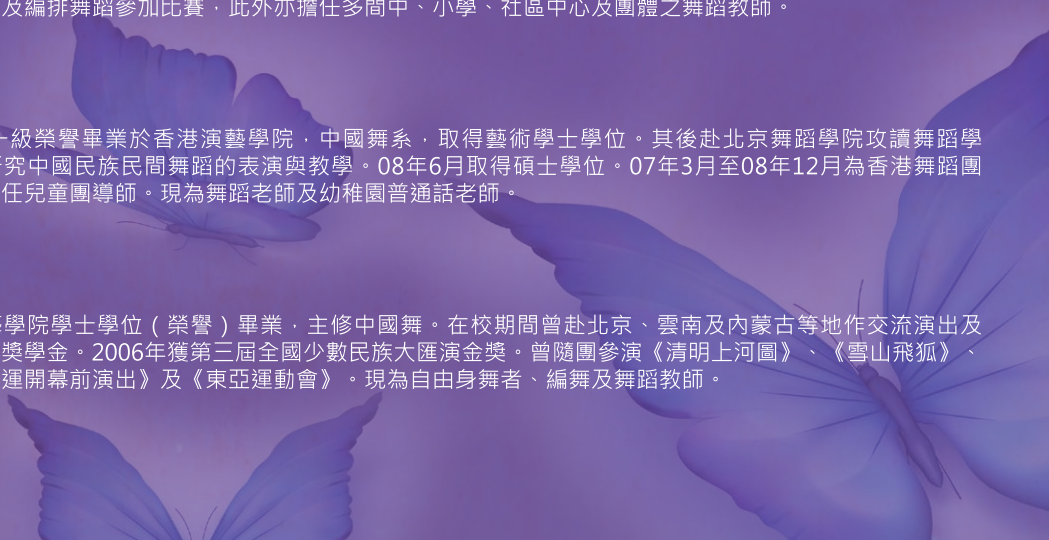 及編排舞蹈參加比賽，此外亦擔任多間中、小學、社區中心及團體之舞蹈教師。
一級榮譽畢業於香港演藝學院，中國舞系，取得藝術學士學位。其後赴北京舞蹈學院攻讀舞蹈學
究中國民族民間舞蹈的表演與教學。08年6月取得碩士學位。07年3月至08年12月為香港舞蹈團
任兒童團導師。現為舞蹈老師及幼稚園普通話老師。
學院學士學位（榮譽）畢業，主修中國舞。在校期間曾赴北京、雲南及內蒙古等地作交流演出及
獎學金。2006年獲第三屆全國少數民族大匯演金獎。曾隨團參演《清明上河圖》、《雪山飛狐》、
運開幕前演出》及《東亞運動會》。現為自由身舞者、編舞及舞蹈教師。